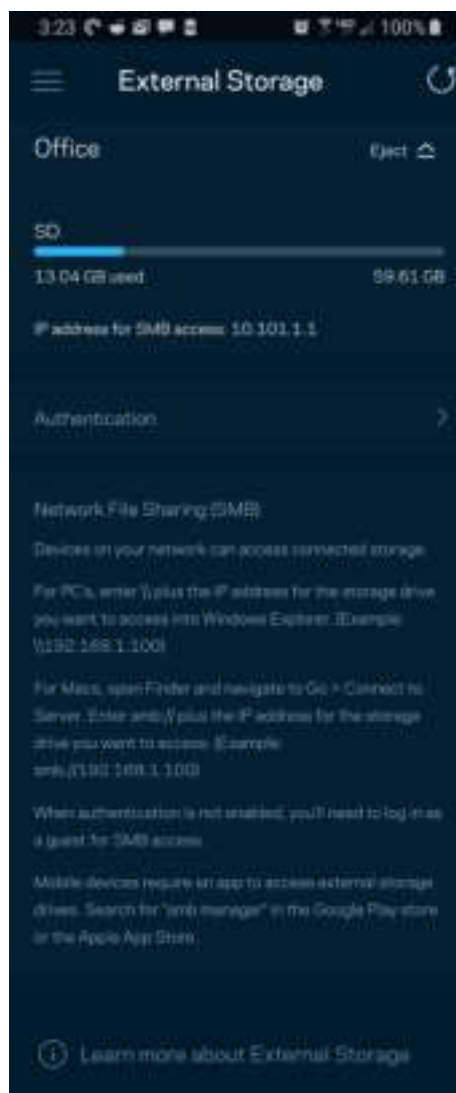 3:23 100%
External Storage
Office Eject
SD
13.04 GB used 59.61 GB
IP address for SMB access: 10.101.1.1
Authentication
Network File Sharing (SMB)
Devices on your network can access connected storage.
For PC's, enter \\ plus the IP address for the storage drive
you want to access into Windows Explorer. (Example:
\\192.168.1.100)
For Macs, open Finder and navigate to Go > Connect to
Server. Enter smb:// plus the IP address for the storage
drive you want to access. (Example:
smb://192.168.1.100)
When authentication is not enabled, you'll need to log in as
a guest for SMB access.
Mobile devices require an app to access external storage
drives. Search for "smb manager" in the Google Play store
or the Apple App Store.
Learn more about External Storage